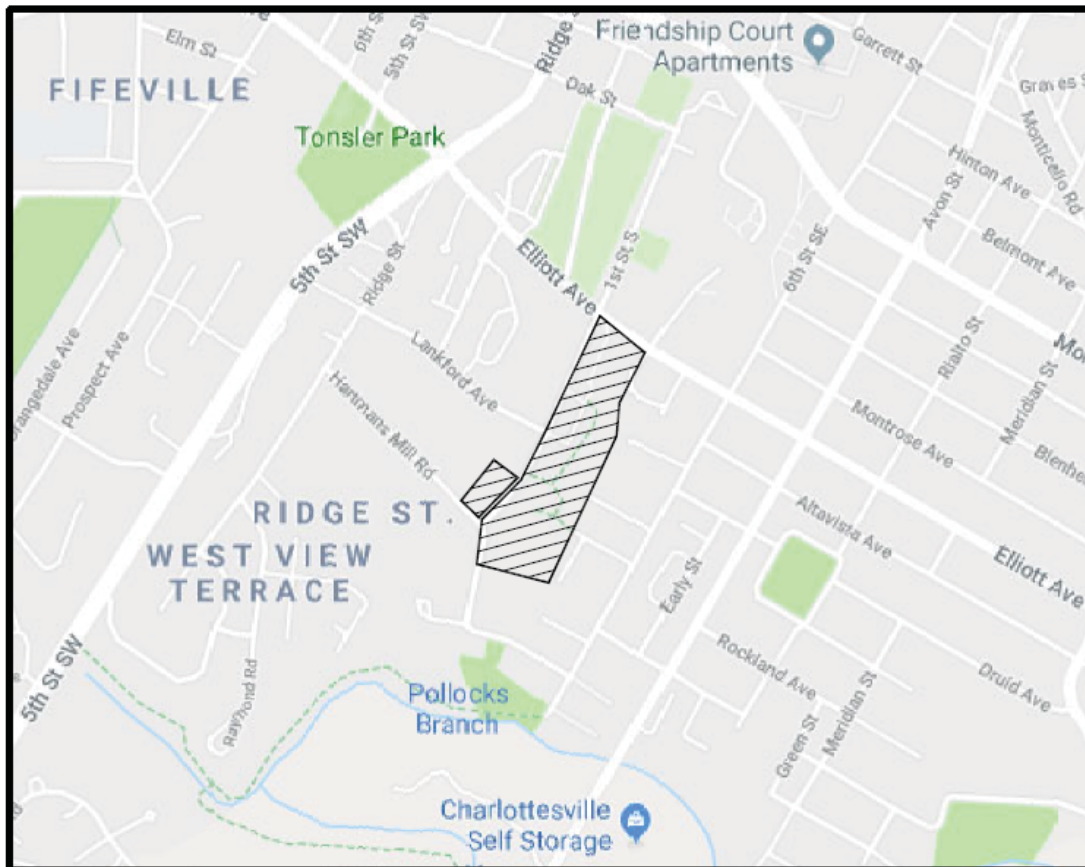 Elm St
6th St SW
5th St SW
Ridge
Friendship Court
Apartments
Garrett St
FIFEVILLE
Oak St
Tonsler Park
Monticello Rd
Hinton Ave
Avon St
Belmont Ave
5th St SW
Ridge St
Elliott Ave
1st St S
6th St SE
Rialto St
Meridian St
Orangedale Ave
Prospect Ave
Lankford Ave
Hartmans Mill Rd
Montrose Ave
RIDGE ST.
WEST VIEW
TERRACE
Altavista Ave
Elliott Ave
Early St
Rockland Ave
Druid Ave
5th St SW
Raymond Rd
Pollocks
Branch
Green St
Meridian St
Charlottesville
Self Storage